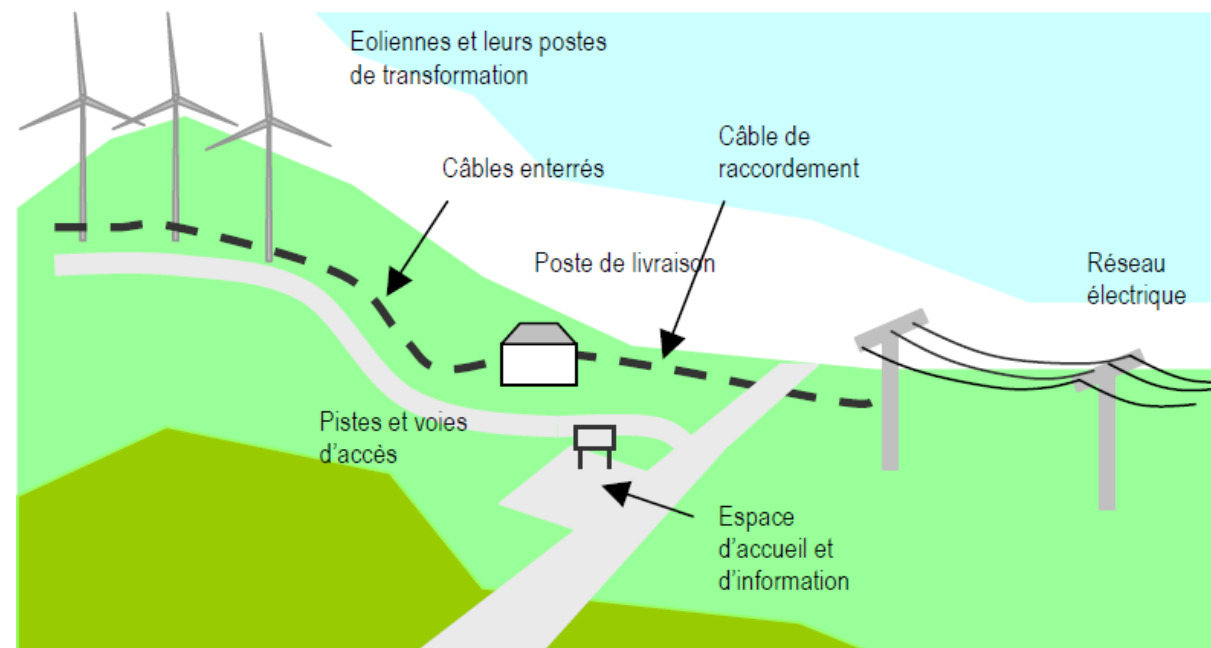 Eoliennes et leurs postes
de transformation
Câble de
raccordement
Câbles enterrés
Poste de livraison
Réseau
électrique
Pistes et voies
d'accès
Espace
d'accueil et
d'information